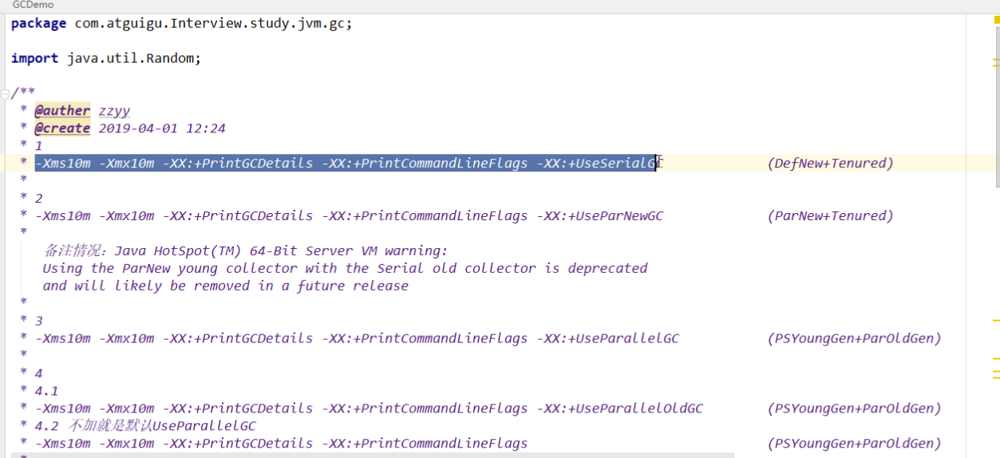 GCDemo
package com.atguigu.Interview.study.jvm.gc;
import java.util.Random;
/**
* @auther zzyy
* @create 2019-04-01 12:24
* 1
* -Xms10m -Xmx10m -XX:+PrintGCDetails -XX:+PrintCommandLineFlags -XX:+UseSerialGC (DefNew+Tenured)
*
* 2
* -Xms10m -Xmx10m -XX:+PrintGCDetails -XX:+PrintCommandLineFlags -XX:+UseParNewGC (ParNew+Tenured)
*
备注情况：Java HotSpot(TM) 64-Bit Server VM warning:
Using the ParNew young collector with the Serial old collector is deprecated
and will likely be removed in a future release
*
* 3
* -Xms10m -Xmx10m -XX:+PrintGCDetails -XX:+PrintCommandLineFlags -XX:+UseParallelGC (PSYoungGen+ParOldGen)
*
* 4
* 4.1
* -Xms10m -Xmx10m -XX:+PrintGCDetails -XX:+PrintCommandLineFlags -XX:+UseParallelOldGC (PSYoungGen+ParOldGen)
* 4.2 不加就是默认UseParallelGC
* -Xms10m -Xmx10m -XX:+PrintGCDetails -XX:+PrintCommandLineFlags (PSYoungGen+ParOldGen)
*